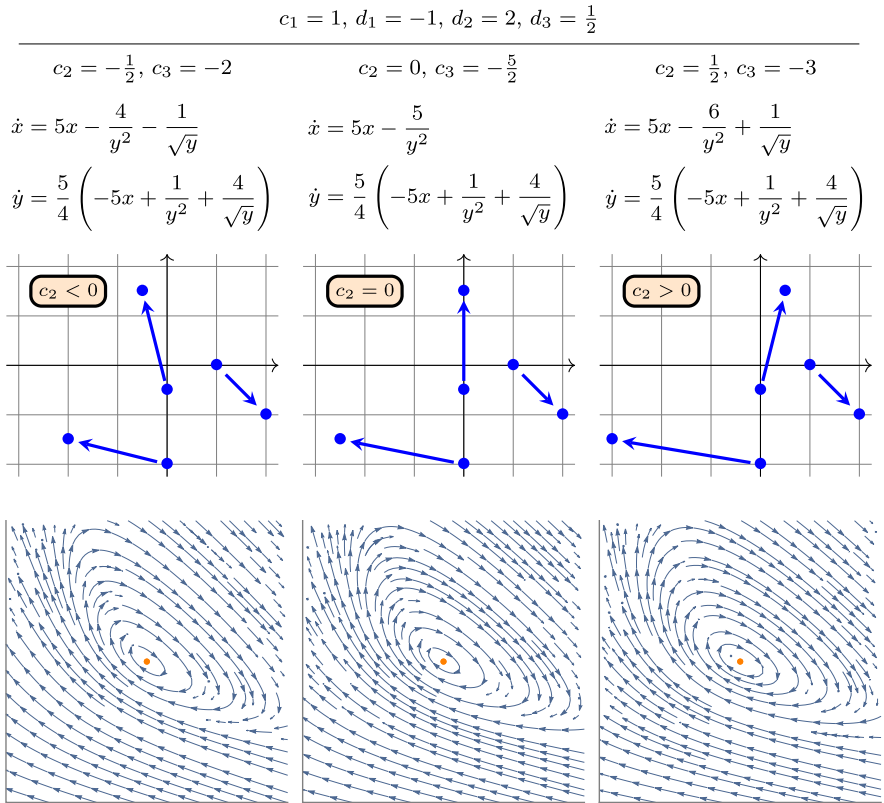 c₁ = 1, d₁ = −1, d₂ = 2, d₃ = 1/2
c₂ = −1/2, c₃ = −2
ẋ = 5x − 4/y² − 1/√y
ẏ = 5/4 (−5x + 1/y² + 4/√y)
c₂ < 0
c₂ = 0, c₃ = −5/2
ẋ = 5x − 5/y²
ẏ = 5/4 (−5x + 1/y² + 4/√y)
c₂ = 0
c₂ = 1/2, c₃ = −3
ẋ = 5x − 6/y² + 1/√y
ẏ = 5/4 (−5x + 1/y² + 4/√y)
c₂ > 0